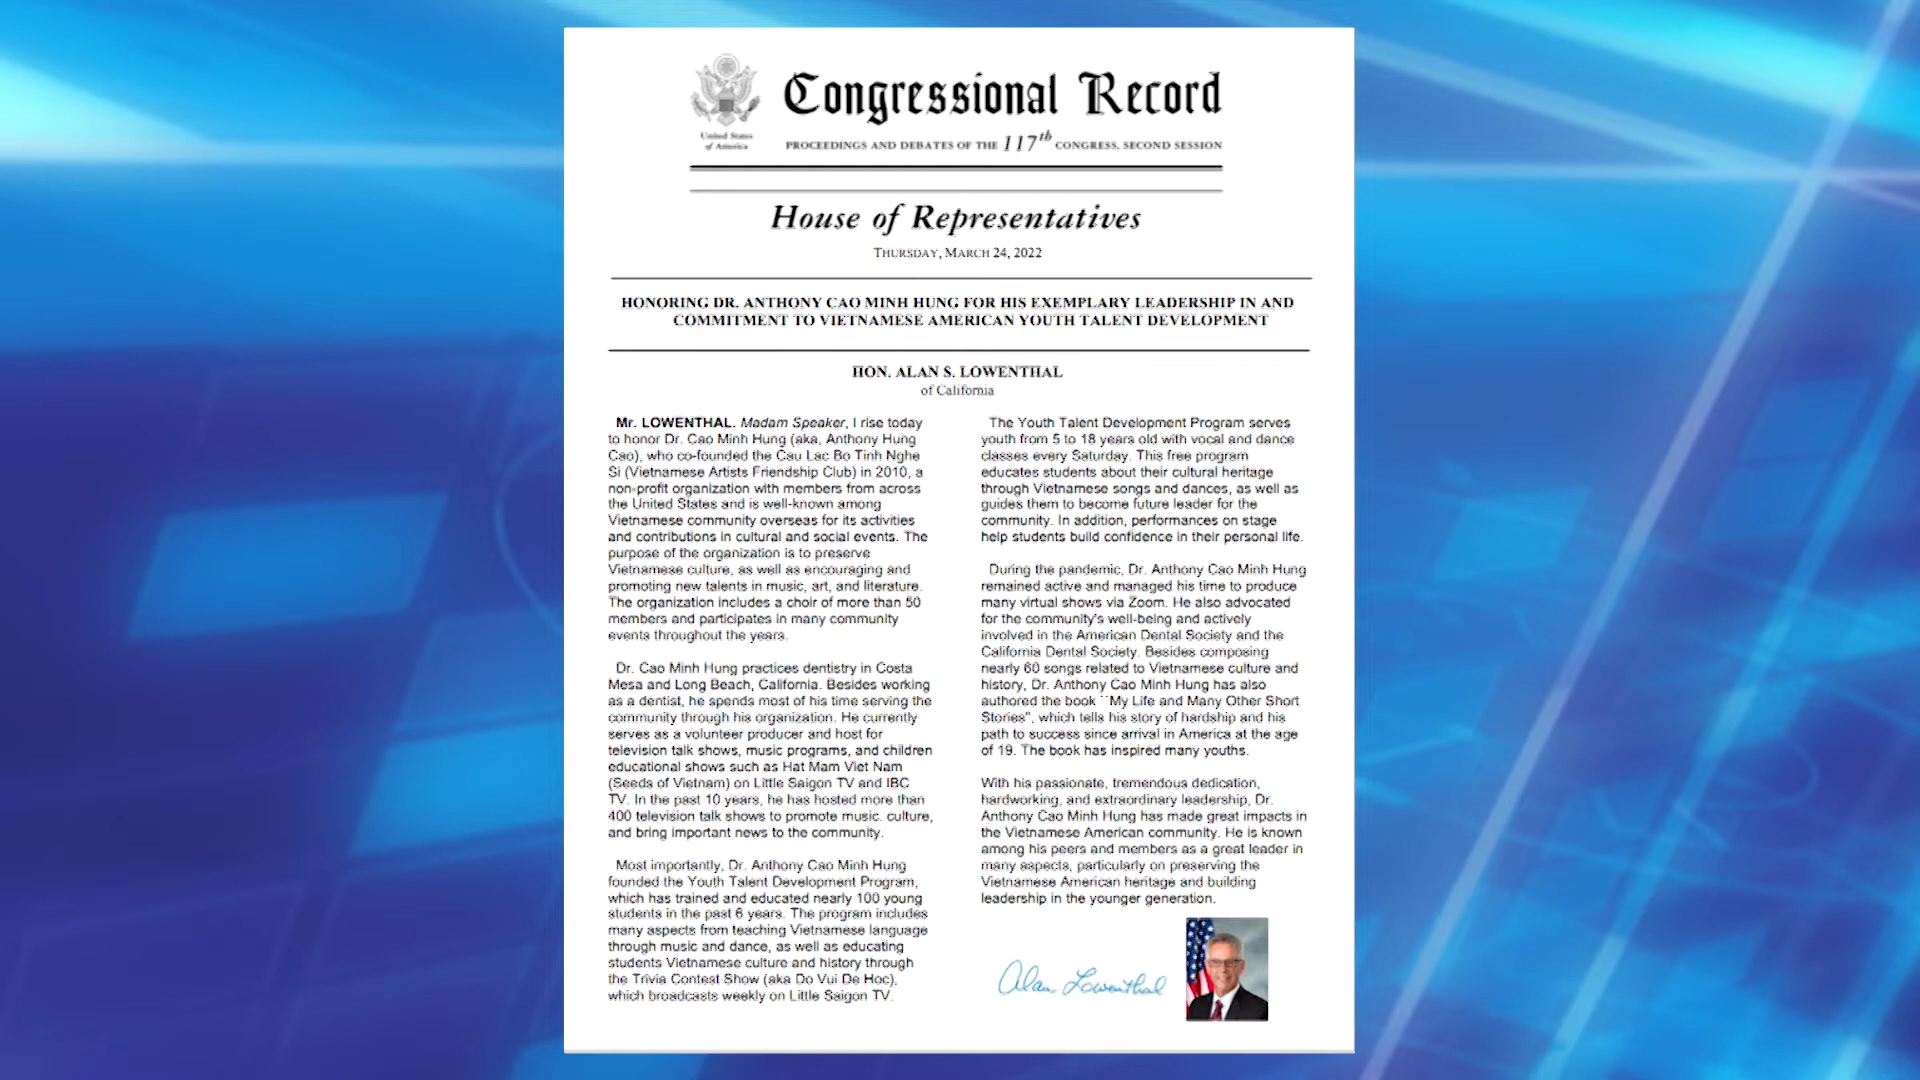 United States
of America
Congressional Record
PROCEEDINGS AND DEBATES OF THE 117th CONGRESS, SECOND SESSION
House of Representatives
THURSDAY, MARCH 24, 2022
HONORING DR. ANTHONY CAO MINH HUNG FOR HIS EXEMPLARY LEADERSHIP IN AND
COMMITMENT TO VIETNAMESE AMERICAN YOUTH TALENT DEVELOPMENT
HON. ALAN S. LOWENTHAL
of California
Mr. LOWENTHAL. Madam Speaker, I rise today
to honor Dr. Cao Minh Hung (aka, Anthony Hung
Cao), who co-founded the Cau Lac Bo Tinh Nghe
Si (Vietnamese Artists Friendship Club) in 2010, a
non-profit organization with members from across
the United States and is well-known among
Vietnamese community overseas for its activities
and contributions in cultural and social events. The
purpose of the organization is to preserve
Vietnamese culture, as well as encouraging and
promoting new talents in music, art, and literature.
The organization includes a choir of more than 50
members and participates in many community
events throughout the years.
Dr. Cao Minh Hung practices dentistry in Costa
Mesa and Long Beach, California. Besides working
as a dentist, he spends most of his time serving the
community through his organization. He currently
serves as a volunteer producer and host for
television talk shows, music programs, and children
educational shows such as Hat Mam Viet Nam
(Seeds of Vietnam) on Little Saigon TV and IBC
TV. In the past 10 years, he has hosted more than
400 television talk shows to promote music. culture,
and bring important news to the community.
Most importantly, Dr. Anthony Cao Minh Hung
founded the Youth Talent Development Program,
which has trained and educated nearly 100 young
students in the past 6 years. The program includes
many aspects from teaching Vietnamese language
through music and dance, as well as educating
students Vietnamese culture and history through
the Trivia Contest Show (aka Do Vui De Hoc),
which broadcasts weekly on Little Saigon TV.
The Youth Talent Development Program serves
youth from 5 to 18 years old with vocal and dance
classes every Saturday. This free program
educates students about their cultural heritage
through Vietnamese songs and dances, as well as
guides them to become future leader for the
community. In addition, performances on stage
help students build confidence in their personal life.
During the pandemic, Dr. Anthony Cao Minh Hung
remained active and managed his time to produce
many virtual shows via Zoom. He also advocated
for the community's well-being and actively
involved in the American Dental Society and the
California Dental Society. Besides composing
nearly 60 songs related to Vietnamese culture and
history, Dr. Anthony Cao Minh Hung has also
authored the book ``My Life and Many Other Short
Stories", which tells his story of hardship and his
path to success since arrival in America at the age
of 19. The book has inspired many youths.
With his passionate, tremendous dedication,
hardworking, and extraordinary leadership, Dr.
Anthony Cao Minh Hung has made great impacts in
the Vietnamese American community. He is known
among his peers and members as a great leader in
many aspects, particularly on preserving the
Vietnamese American heritage and building
leadership in the younger generation.
Alan Lowenthal